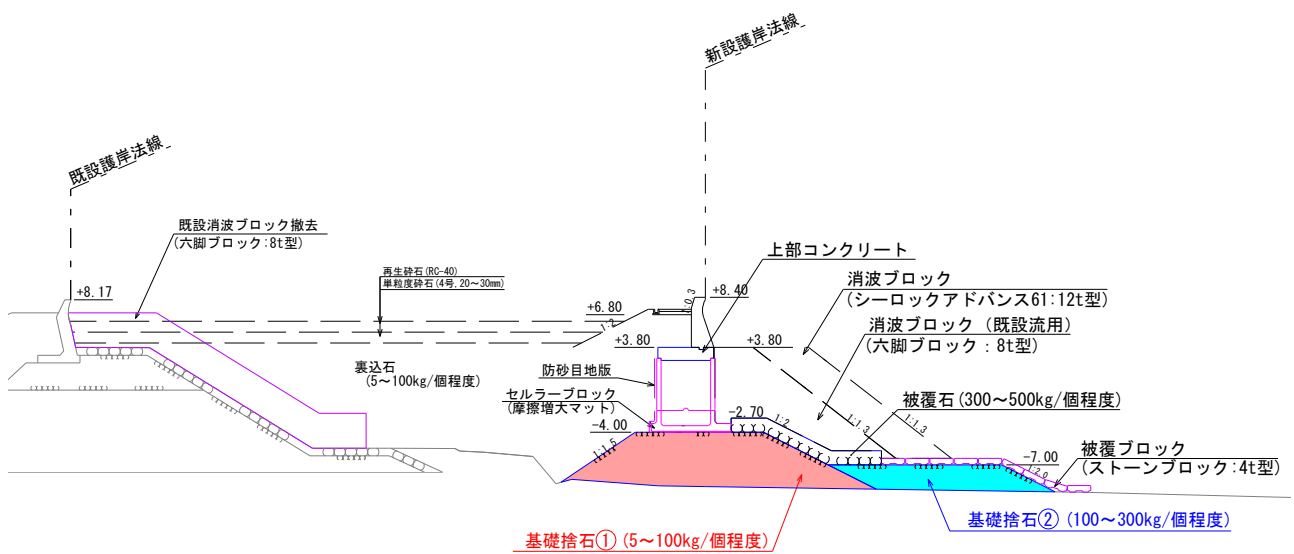 新設護岸法線
既設護岸法線
既設消波ブロック撤去
(六脚ブロック:8t型)
上部コンクリート
再生砕石(RC-40)
単粒度砕石(4号,20～30mm)
消波ブロック
(シーロックアドバンス61:12t型)
+8.17
1:0.3
+8.40
+6.80
1:2
消波ブロック (既設流用)
(六脚ブロック : 8t型)
+3.80
+3.80
裏込石
(5～100kg/個程度)
防砂目地版
セルラーブロック
(摩擦増大マット)
被覆石(300～500kg/個程度)
-2.70
1:2
1:1.3
1:1.3
-4.00
1:1.5
被覆ブロック
(ストーンブロック:4t型)
-7.00
1:2.0
基礎捨石② (100～300kg/個程度)
基礎捨石① (5～100kg/個程度)